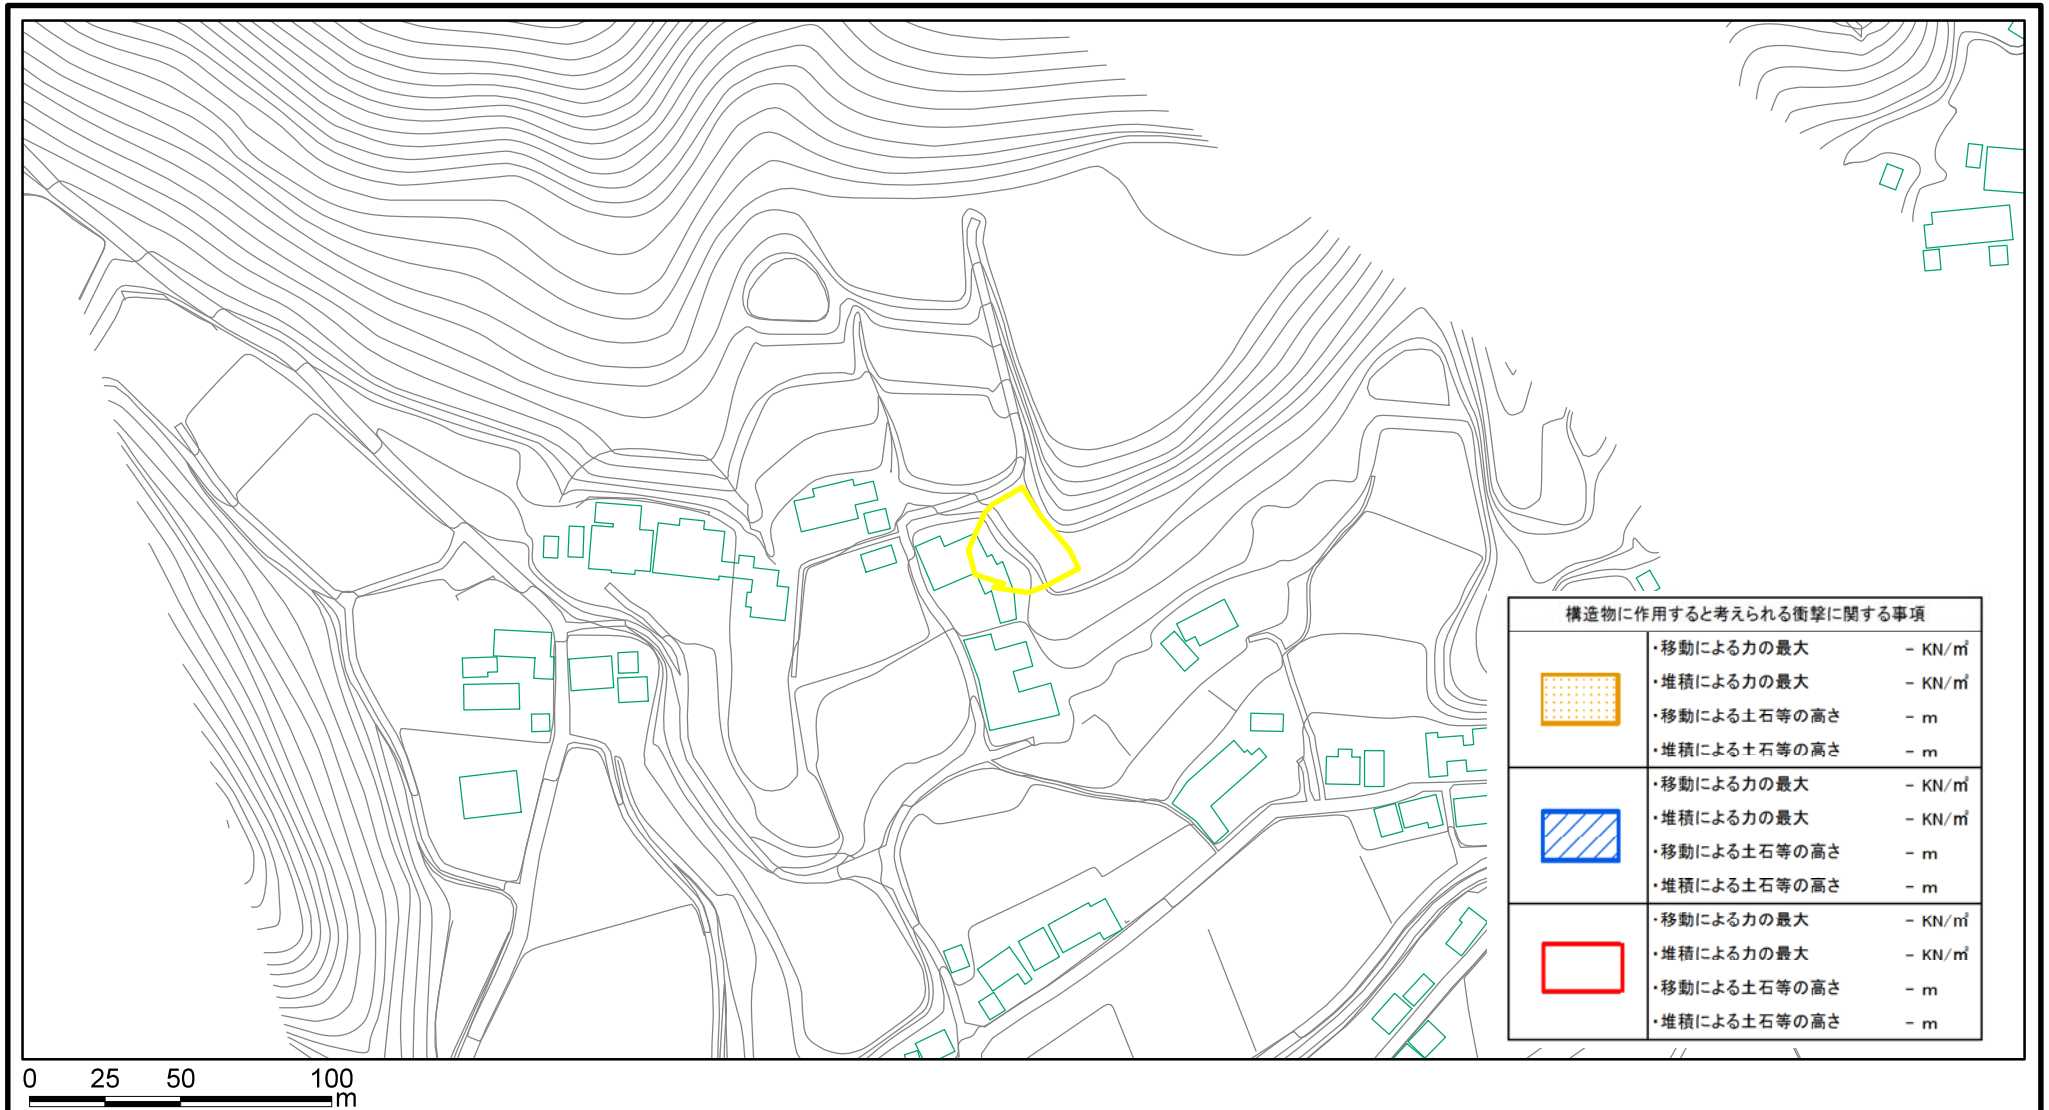 構造物に作用すると考えられる衝撃に関する事項
・移動による力の最大 － KN/㎡
・堆積による力の最大 － KN/㎡
・移動による土石等の高さ － m
・堆積による土石等の高さ － m
・移動による力の最大 － KN/㎡
・堆積による力の最大 － KN/㎡
・移動による土石等の高さ － m
・堆積による土石等の高さ － m
・移動による力の最大 － KN/㎡
・堆積による力の最大 － KN/㎡
・移動による土石等の高さ － m
・堆積による土石等の高さ － m
0 25 50 100
m